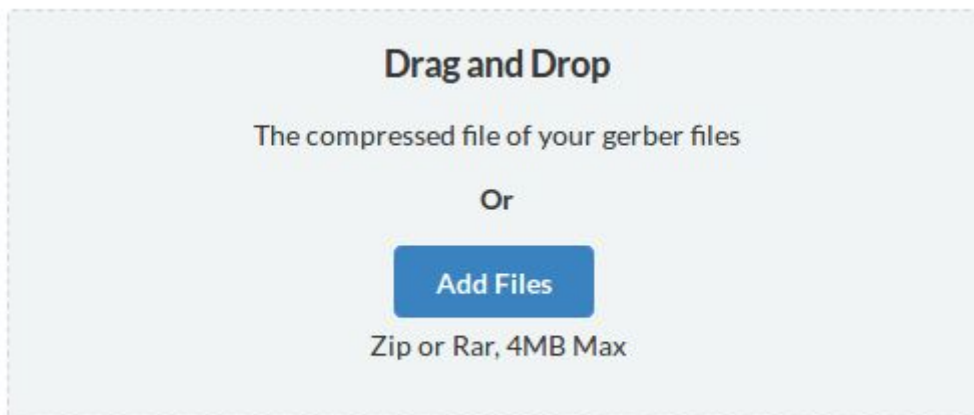 Drag and Drop
The compressed file of your gerber files
Or
Add Files
Zip or Rar, 4MB Max